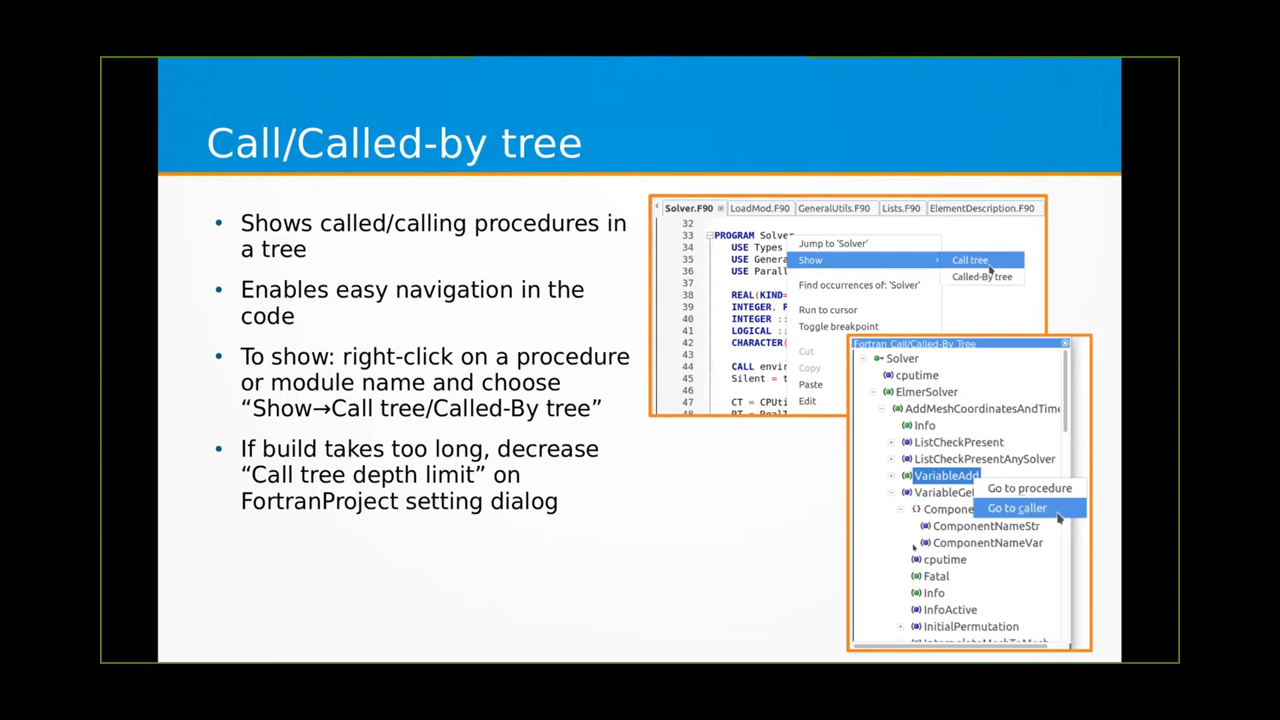 Call/Called-by tree
• Shows called/calling procedures in
a tree
• Enables easy navigation in the
code
• To show: right-click on a procedure
or module name and choose
“Show→Call tree/Called-By tree”
• If build takes too long, decrease
“Call tree depth limit” on
FortranProject setting dialog
Solver.F90 LoadMod.F90 GeneralUtils.F90 Lists.F90 ElementDescription.F90
32
33 PROGRAM Solver
34 USE Types
35 USE Genera
36 USE Parall
37
38 REAL(KIND=
39 INTEGER, P
40 INTEGER ::
41 LOGICAL ::
42 CHARACTER(
43
44 CALL envir
45 Silent = t
46
47 CT = CPUti
Jump to 'Solver'
Show
Call tree
Called-By tree
Find occurrences of: 'Solver'
Run to cursor
Toggle breakpoint
Cut
Copy
Paste
Edit
Fortran Call/Called-By Tree
Solver
cputime
ElmerSolver
AddMeshCoordinatesAndTime
Info
ListCheckPresent
ListCheckPresentAnySolver
VariableAdd
Go to procedure
VariableGe
Go to caller
Compone
ComponentNameStr
ComponentNameVar
cputime
Fatal
Info
InfoActive
InitialPermutation